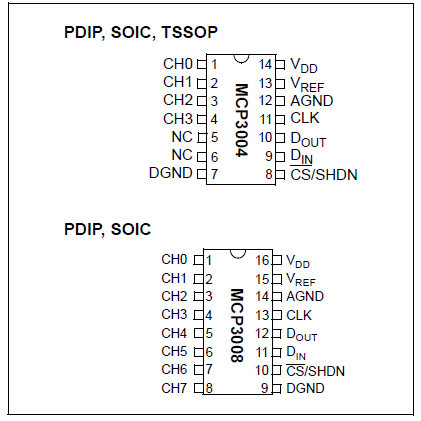 PDIP, SOIC, TSSOP
CH0 1 14 VDD
CH1 2 13 VREF
CH2 3 12 AGND
CH3 4 11 CLK
NC 5 10 DOUT
NC 6 9 DIN
DGND 7 8 CS/SHDN
MCP3004
PDIP, SOIC
CH0 1 16 VDD
CH1 2 15 VREF
CH2 3 14 AGND
CH3 4 13 CLK
CH4 5 12 DOUT
CH5 6 11 DIN
CH6 7 10 CS/SHDN
CH7 8 9 DGND
MCP3008